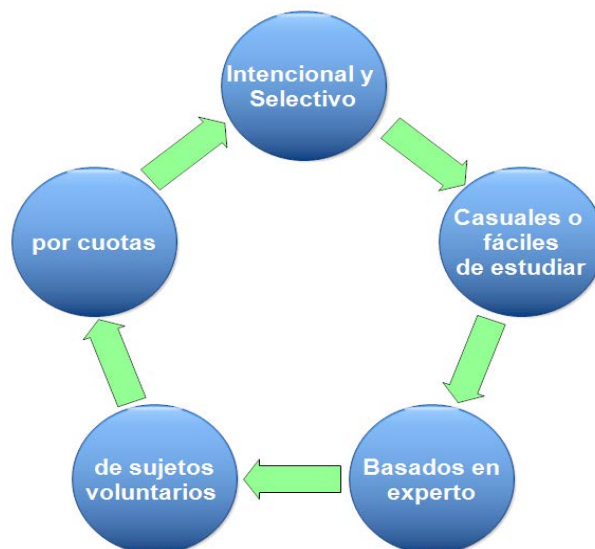 Intencional y
Selectivo
Casuales o
fáciles
de estudiar
Basados en
experto
de sujetos
voluntarios
por cuotas